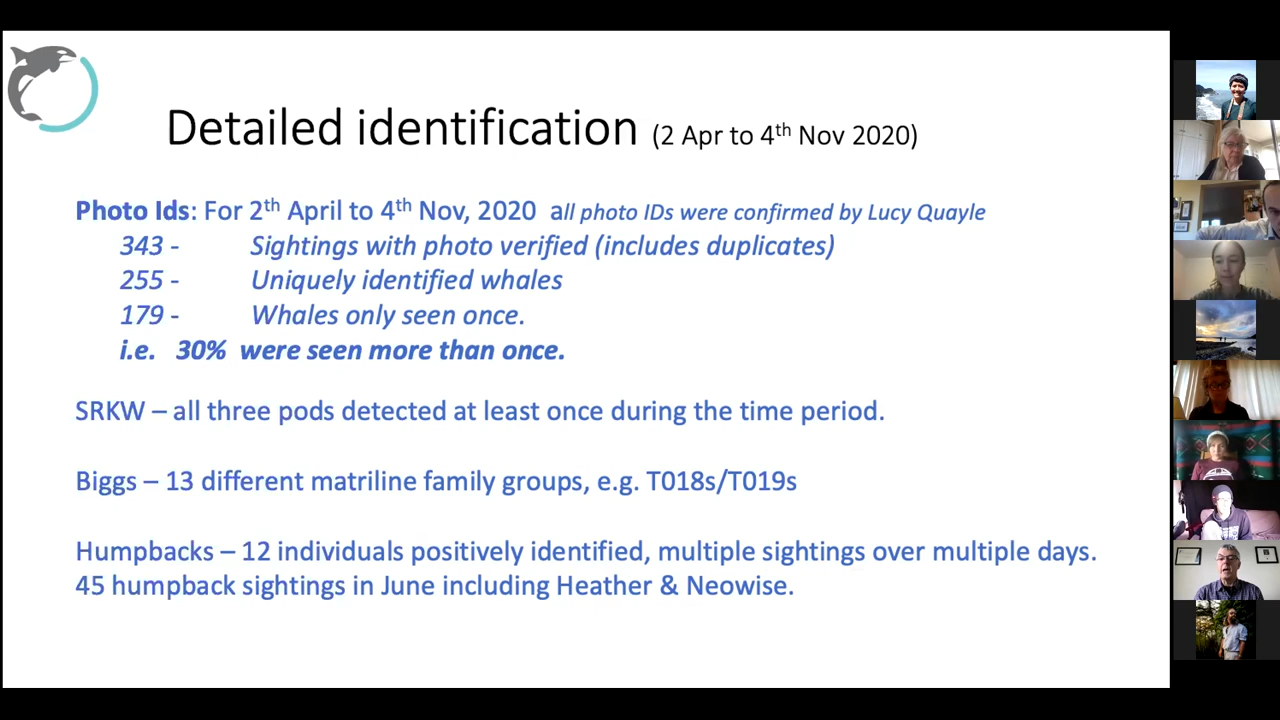 Detailed identification (2 Apr to 4th Nov 2020)
Photo Ids: For 2th April to 4th Nov, 2020 all photo IDs were confirmed by Lucy Quayle
343 - Sightings with photo verified (includes duplicates)
255 - Uniquely identified whales
179 - Whales only seen once.
i.e. 30% were seen more than once.
SRKW – all three pods detected at least once during the time period.
Biggs – 13 different matriline family groups, e.g. T018s/T019s
Humpbacks – 12 individuals positively identified, multiple sightings over multiple days.
45 humpback sightings in June including Heather & Neowise.